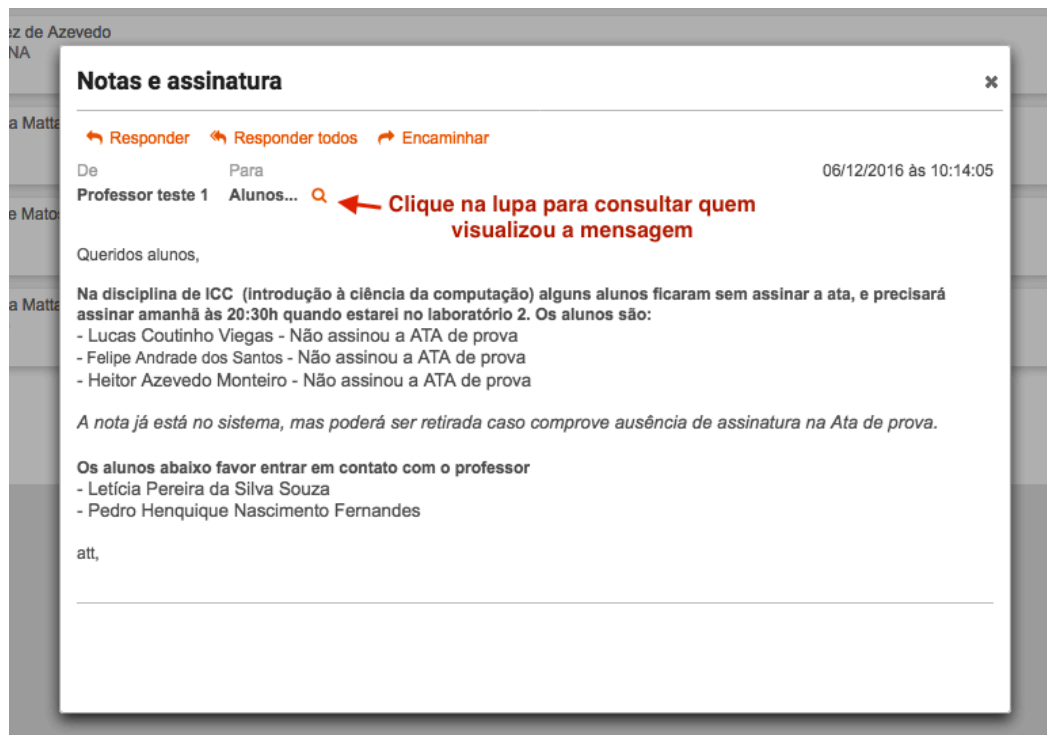 ez de Azevedo
NA
Notas e assinatura
a Matta
Responder Responder todos Encaminhar
De Para 06/12/2016 às 10:14:05
Professor teste 1 Alunos...
Clique na lupa para consultar quem
visualizou a mensagem
e Mato
Queridos alunos,
Na disciplina de ICC (introdução à ciência da computação) alguns alunos ficaram sem assinar a ata, e precisará
a Matta
assinar amanhã às 20:30h quando estarei no laboratório 2. Os alunos são:
- Lucas Coutinho Viegas - Não assinou a ATA de prova
- Felipe Andrade dos Santos - Não assinou a ATA de prova
- Heitor Azevedo Monteiro - Não assinou a ATA de prova
A nota já está no sistema, mas poderá ser retirada caso comprove ausência de assinatura na Ata de prova.
Os alunos abaixo favor entrar em contato com o professor
- Letícia Pereira da Silva Souza
- Pedro Henquique Nascimento Fernandes
att,